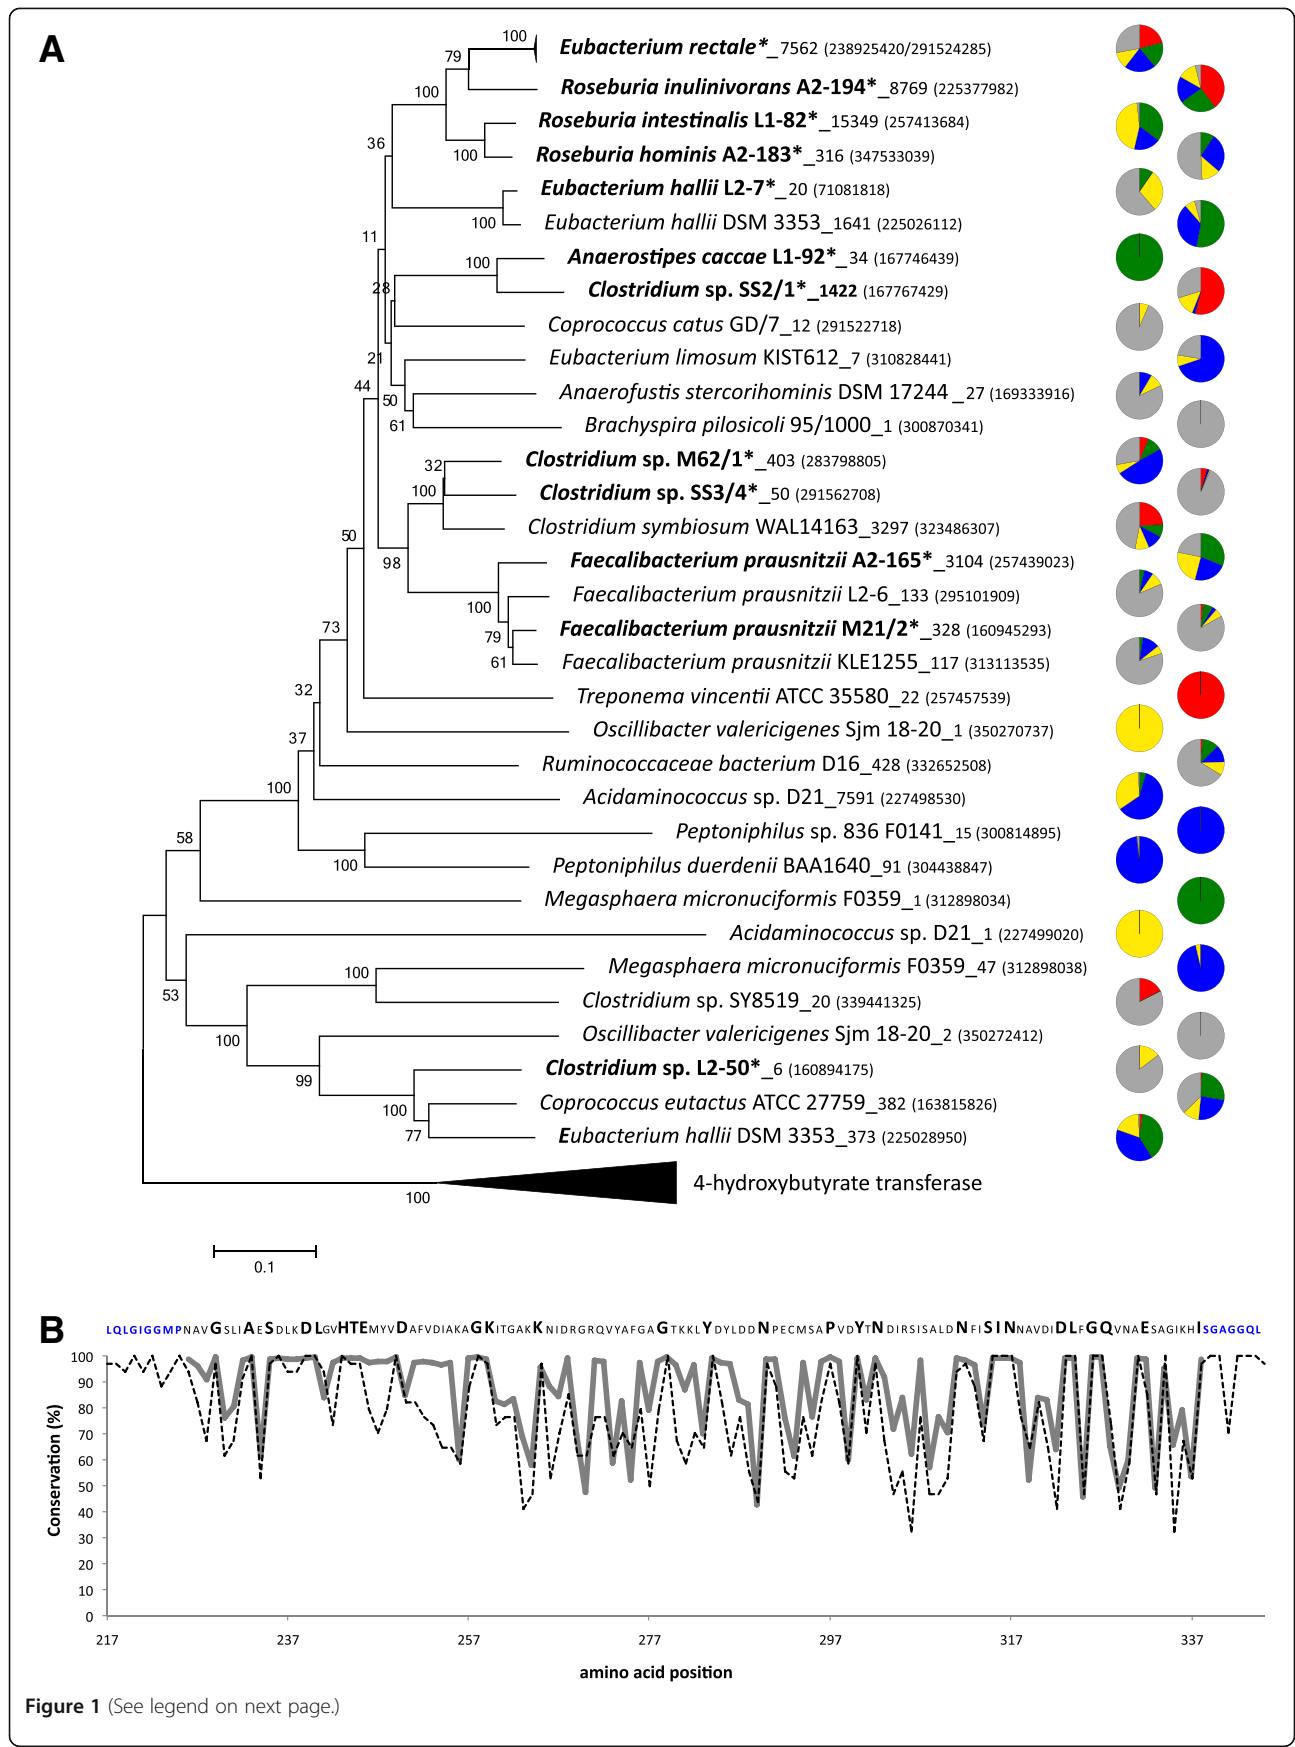 A
Eubacterium rectale*_7562 (238925420/291524285)
Roseburia inulinivorans A2-194*_8769 (225377982)
Roseburia intestinalis L1-82*_15349 (257413684)
Roseburia hominis A2-183*_316 (347533039)
Eubacterium hallii L2-7*_20 (71081818)
Eubacterium hallii DSM 3353_1641 (225026112)
Anaerostipes caccae L1-92*_34 (167746439)
Clostridium sp. SS2/1*_1422 (167767429)
Coprococcus catus GD/7_12 (291522718)
Eubacterium limosum KIST612_7 (310828441)
Anaerofustis stercorihominis DSM 17244_27 (169333916)
Brachyspira pilosicoli 95/1000_1 (300870341)
Clostridium sp. M62/1*_403 (283798805)
Clostridium sp. SS3/4*_50 (291562708)
Clostridium symbiosum WAL14163_3297 (323486307)
Faecalibacterium prausnitzii A2-165*_3104 (257439023)
Faecalibacterium prausnitzii L2-6_133 (295101909)
Faecalibacterium prausnitzii M21/2*_328 (160945293)
Faecalibacterium prausnitzii KLE1255_117 (313113535)
Treponema vincentii ATCC 35580_22 (257457539)
Oscillibacter valericigenes Sjm 18-20_1 (350270737)
Ruminococcaceae bacterium D16_428 (332652508)
Acidaminococcus sp. D21_7591 (227498530)
Peptoniphilus sp. 836 F0141_15 (300814895)
Peptoniphilus duerdenii BAA1640_91 (304438847)
Megasphaera micronuciformis F0359_1 (312898034)
Acidaminococcus sp. D21_1 (227499020)
Megasphaera micronuciformis F0359_47 (312898038)
Clostridium sp. SY8519_20 (339441325)
Oscillibacter valericigenes Sjm 18-20_2 (350272412)
Clostridium sp. L2-50*_6 (160894175)
Coprococcus eutactus ATCC 27759_382 (163815826)
Eubacterium hallii DSM 3353_373 (225028950)
4-hydroxybutyrate transferase
100
79
100
100
36
100
11
100
28
21
44
50
61
32
100
50
98
100
79
61
73
32
37
100
58
100
100
53
100
99
100
77
100
0.1
B
LQLGIGGMPNAVGSLIAESDLKDLGVHTEMYVDAFVDIAKAGKITGAKKNIDRGRQVYAFGAGTKKLYDYLDDNPECMSAPVDYTNDIRSISALDNFISINNAVDIDLFGQVNAESAGIKHISGAGGQL
Conservation (%)
100
90
80
70
60
50
40
30
20
10
0
217
237
257
277
297
317
337
amino acid position
Figure 1 (See legend on next page.)